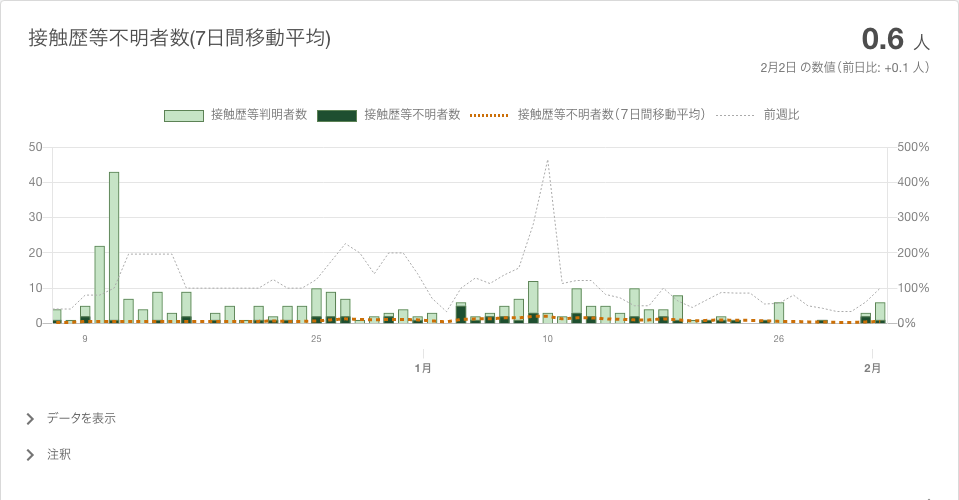 接触歴等不明者数(7日間移動平均)
0.6 人
2月2日 の数値（前日比: +0.1 人）
接触歴等判明者数 接触歴等不明者数 接触歴等不明者数（7日間移動平均） 前週比
50 500%
40 400%
30 300%
20 200%
10 100%
0 0%
9 25 10 26
1月 2月
データを表示
注釈